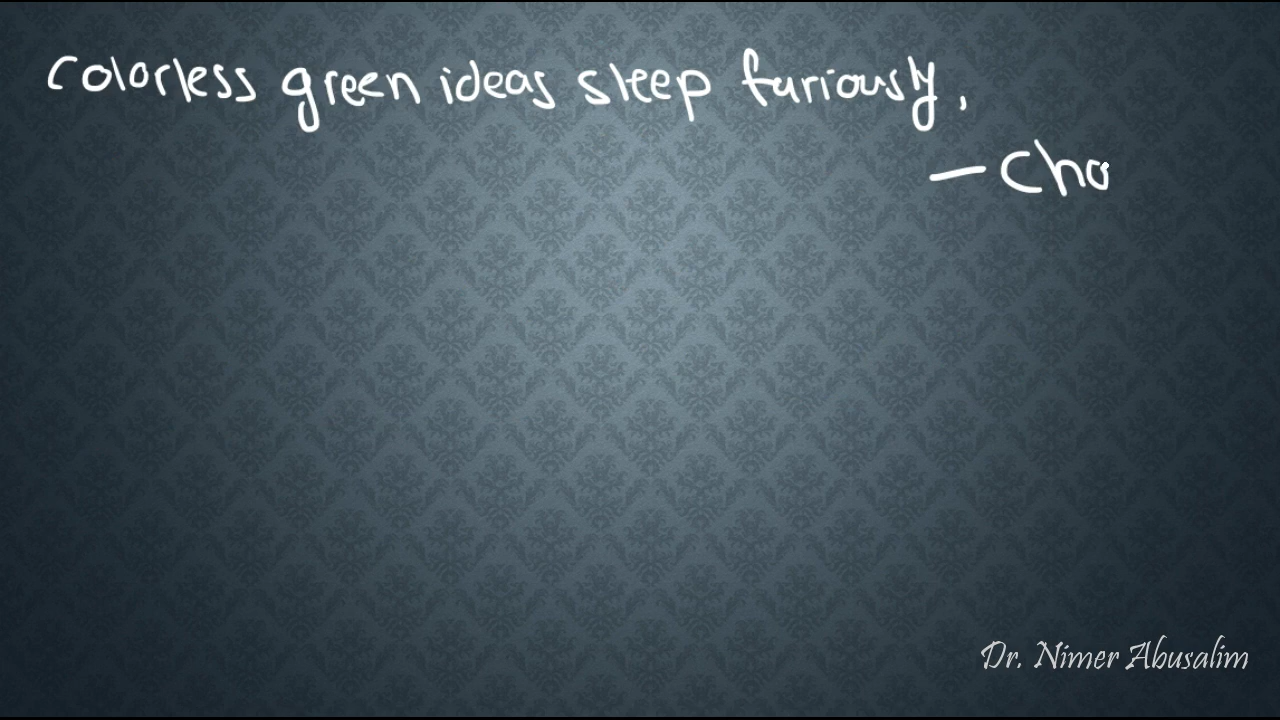 Colorless green ideas sleep furiously,
— Cho
Dr. Nimer Abusalim